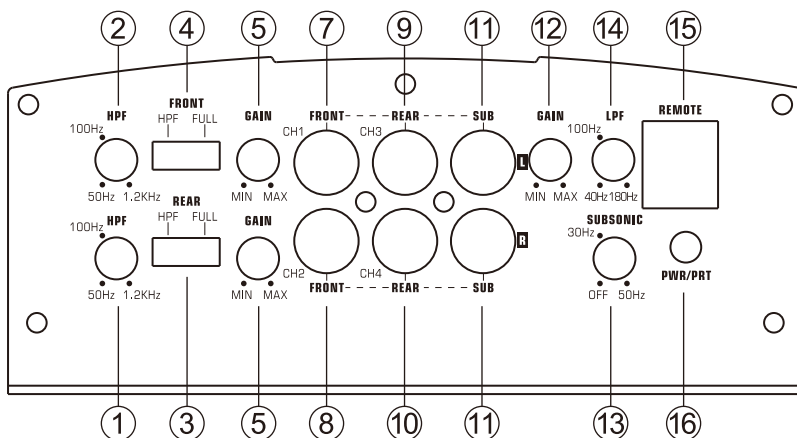 2 4 5 7 9 11 12 14 15
HPF FRONT GAIN FRONT REAR SUB GAIN LPF REMOTE
100Hz HPF FULL CH1 CH3 100Hz
L
50Hz 1.2KHz MIN MAX MIN MAX 40Hz 180Hz
HPF REAR GAIN SUBSONIC
100Hz HPF FULL 30Hz
R
50Hz 1.2KHz MIN MAX CH2 CH4 OFF 50Hz PWR/PRT
FRONT REAR SUB
1 3 5 8 10 11 13 16